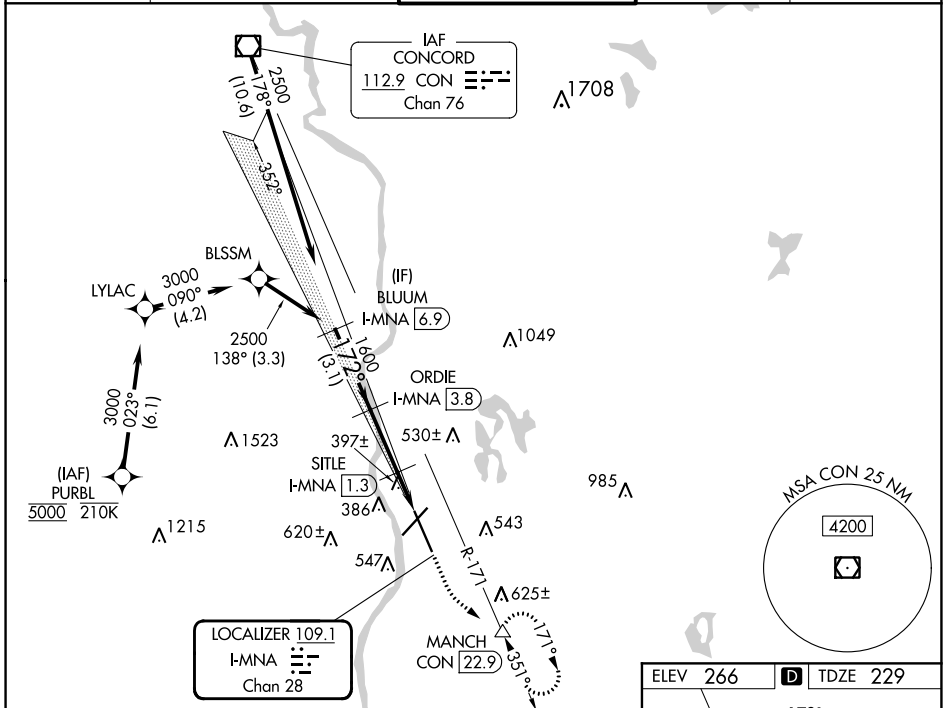 IAF
CONCORD
112.9 CON
Chan 76
2500
178°
(10.6)
1708
352°
BLSSM
LYLAC
3000
090°
(4.2)
(IF)
BLUUM
I-MNA 6.9
2500
138° (3.3)
1049
172°
1600
(3.1)
ORDIE
I-MNA 3.8
3000
023°
(6.1)
1523
397±
530±
SITLE
I-MNA 1.3
985
(IAF)
PURBL
5000 210K
386
MSA CON 25 NM
4200
1215
620±
543
547
R-171
625±
LOCALIZER 109.1
I-MNA
Chan 28
MANCH
CON 22.9
171°
351°
ELEV 266 D TDZE 229